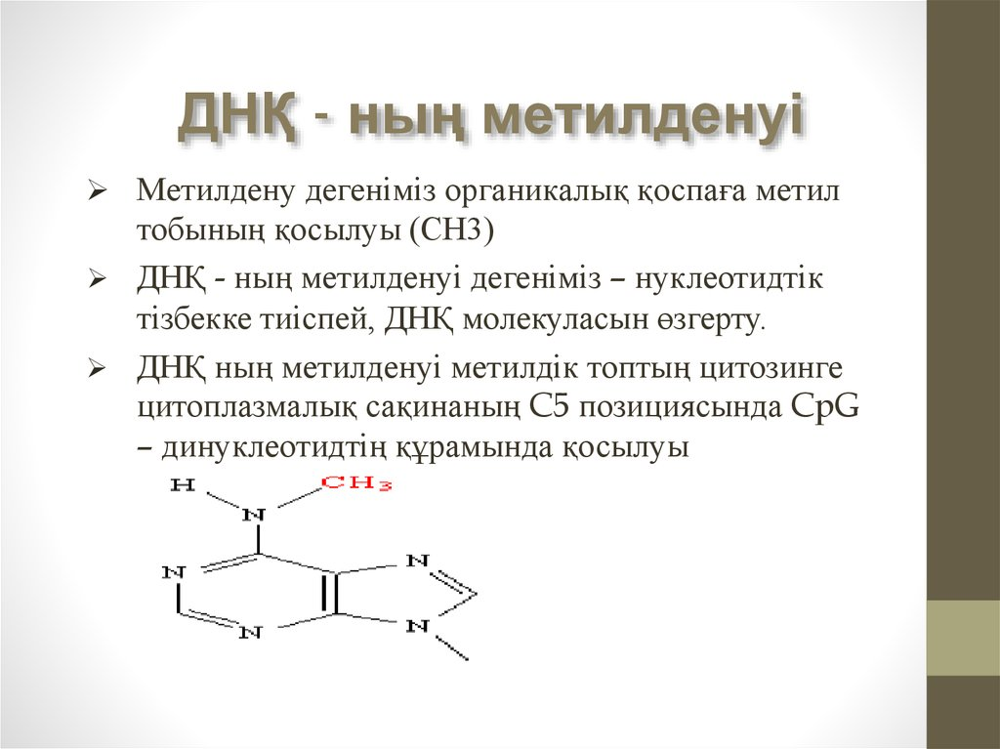 ДНҚ - ның метилденуі
Метилдену дегеніміз органикалық қоспаға метил
тобының қосылуы (СН3)
ДНҚ - ның метилденуі дегеніміз – нуклеотидтік
тізбекке тиіспей, ДНҚ молекуласын өзгерту.
ДНҚ ның метилденуі метилдік топтың цитозинге
цитоплазмалық сақинаның С5 позициясында CpG
– динуклеотидтің құрамында қосылуы
H CH3
N
N N
N N